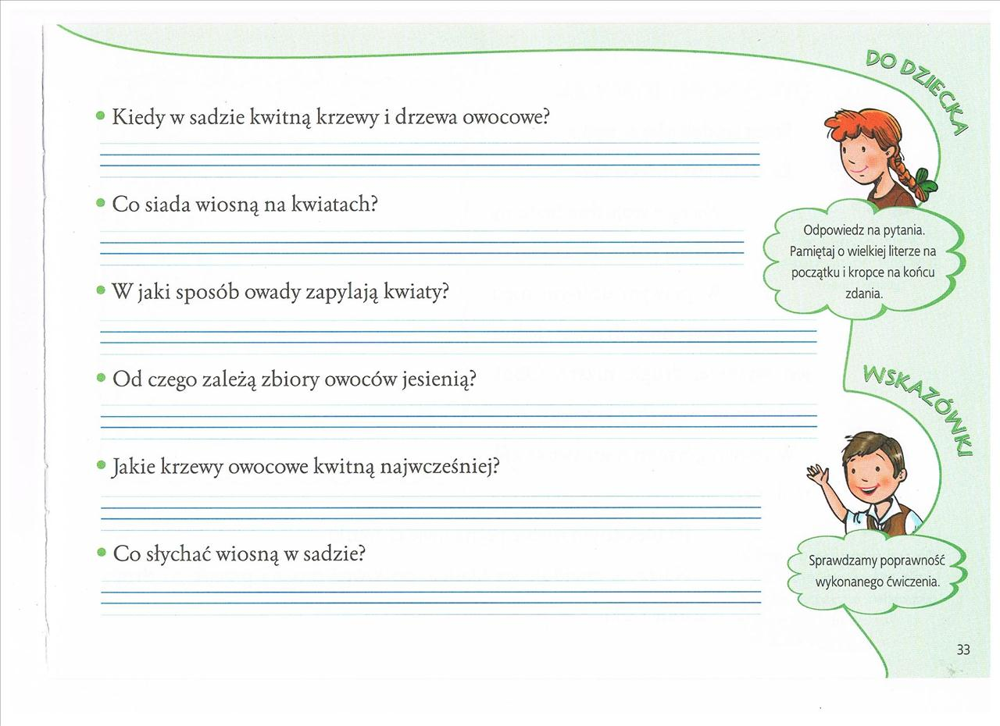 DO DZIECKA
Kiedy w sadzie kwitną krzewy i drzewa owocowe?
Co siada wiosną na kwiatach?
Odpowiedz na pytania.
Pamiętaj o wielkiej literze na
początku i kropce na końcu
zdania.
W jaki sposób owady zapylają kwiaty?
Od czego zależą zbiory owoców jesienią?
WSKAZÓWKI
Jakie krzewy owocowe kwitną najwcześniej?
Co słychać wiosną w sadzie?
Sprawdzamy poprawność
wykonanego ćwiczenia.
33